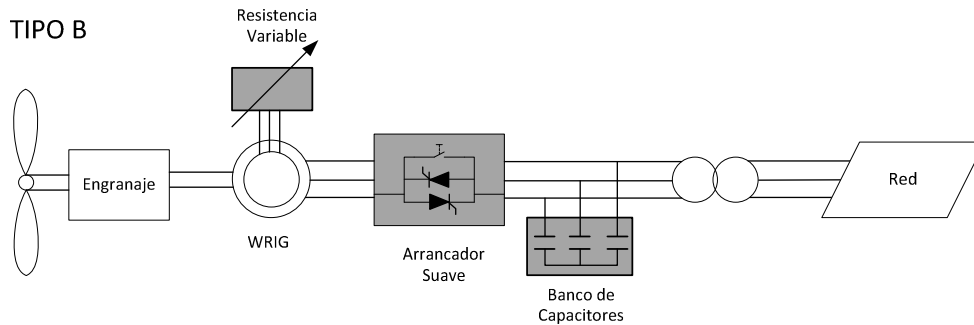 TIPO B
Resistencia
Variable
Engranaje
WRIG
Arrancador
Suave
Banco de
Capacitores
Red